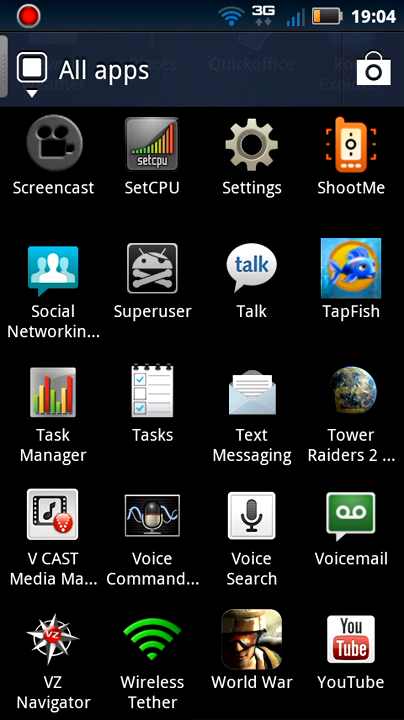 3G 19:04
All apps
Quickoffice
Screencast SetCPU Settings ShootMe
setcpu
talk
Social Superuser Talk TapFish
Networkin...
Task Tasks Text Tower
Manager Messaging Raiders 2 ...
V CAST Voice Voice Voicemail
Media Ma... Command... Search
VZ
You
Tube
VZ Wireless World War YouTube
Navigator Tether